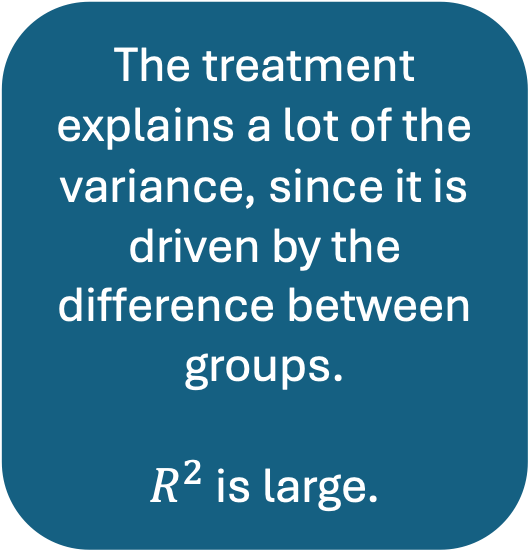 The treatment
explains a lot of the
variance, since it is
driven by the
difference between
groups.
R² is large.